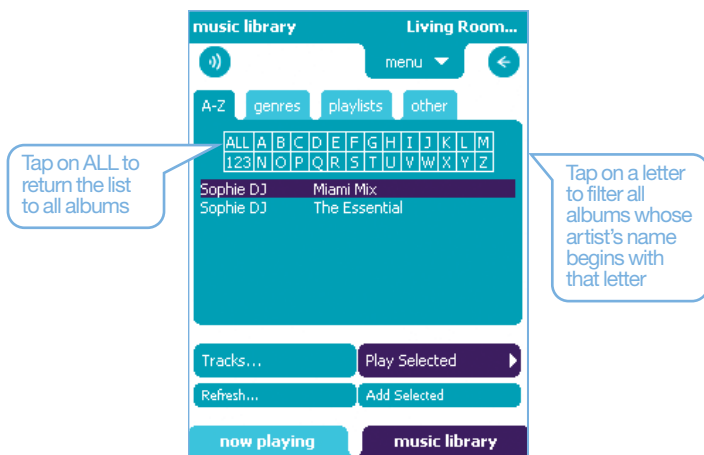 music library Living Room...
menu
A-Z genres playlists other
ALL A B C D E F G H I J K L M
123 N O P Q R S T U V W X Y Z
Sophie DJ Miami Mix
Sophie DJ The Essential
Tracks... Play Selected
Refresh... Add Selected
now playing music library
Tap on ALL to
return the list
to all albums
Tap on a letter
to filter all
albums whose
artist's name
begins with
that letter